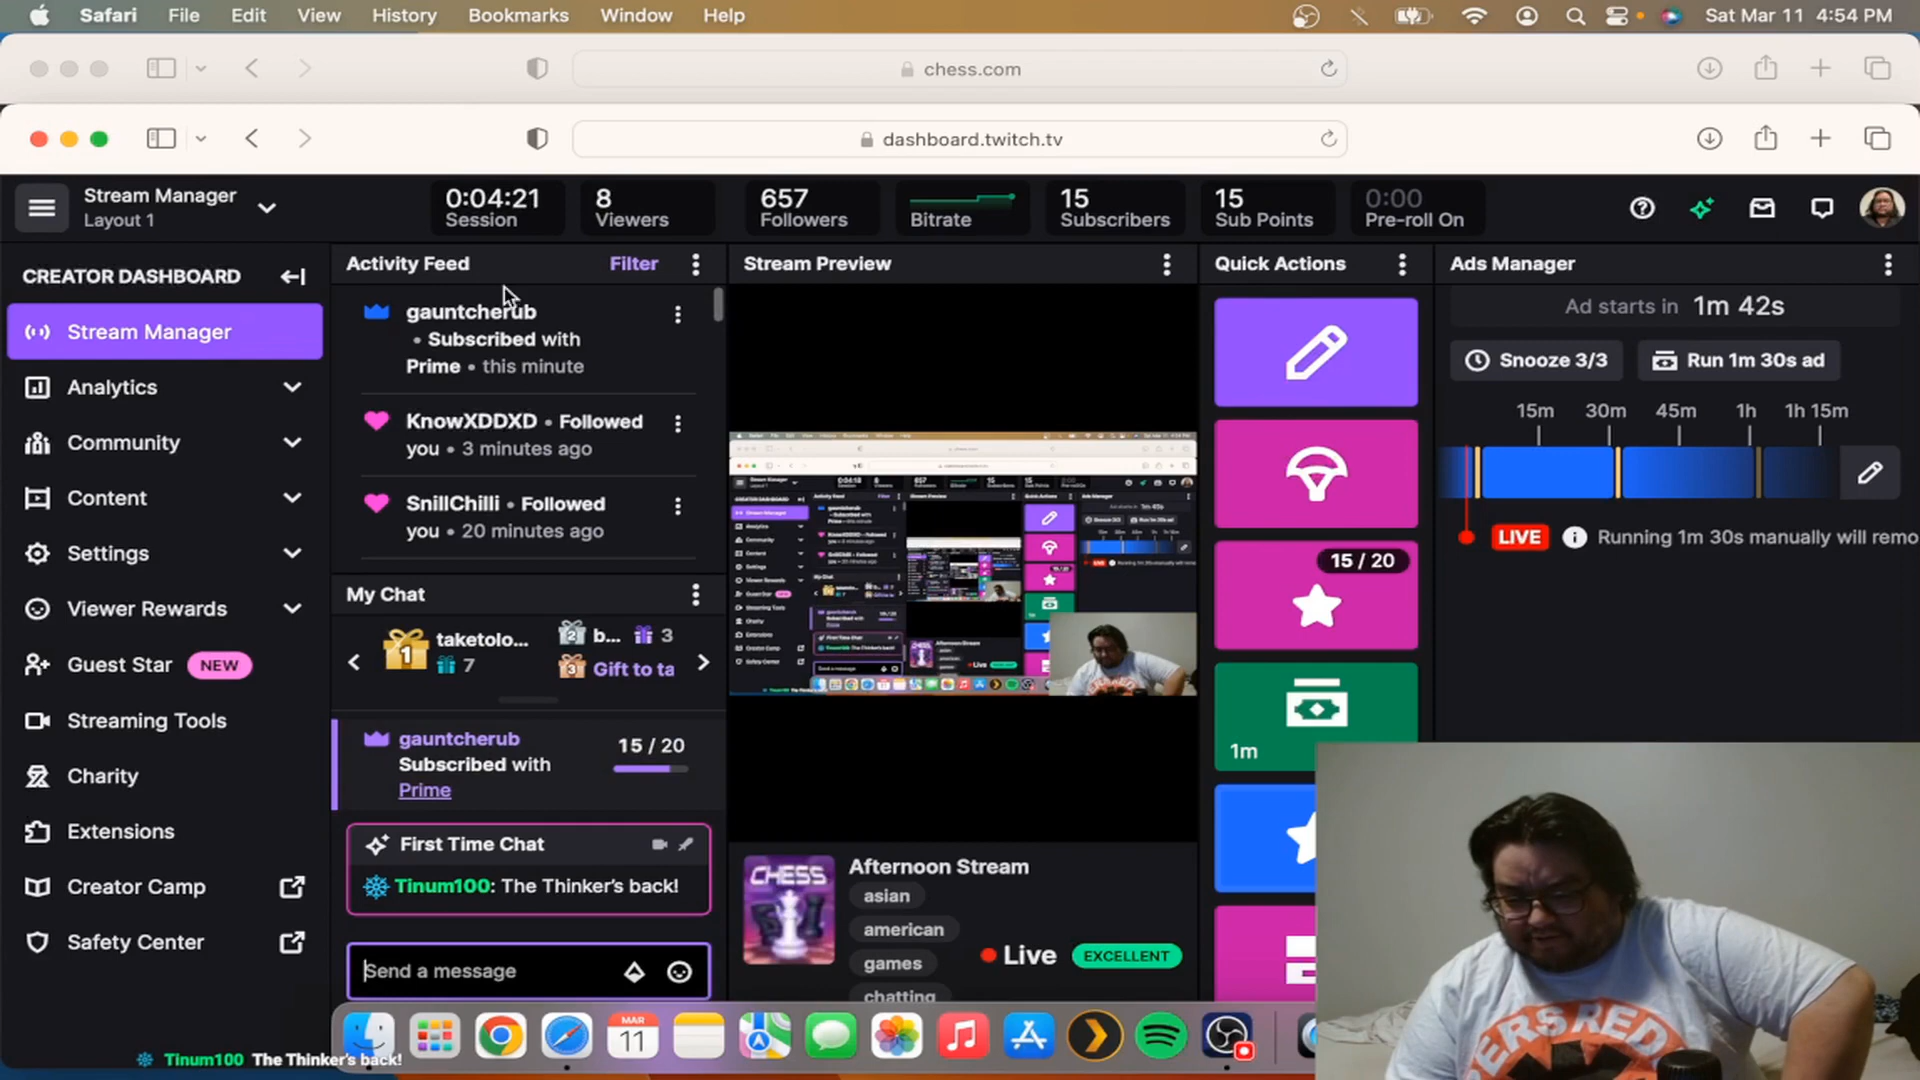 Safari File Edit View History Bookmarks Window Help
Sat Mar 11 4:54 PM
chess.com
dashboard.twitch.tv
Stream Manager
Layout 1
0:04:21
Session
8
Viewers
657
Followers
Bitrate
15
Subscribers
15
Sub Points
0:00
Pre-roll On
CREATOR DASHBOARD
Stream Manager
Analytics
Community
Content
Settings
Viewer Rewards
Guest Star NEW
Streaming Tools
Charity
Extensions
Creator Camp
Safety Center
Activity Feed Filter
gauntcherub
• Subscribed with
Prime • this minute
KnowXDDXD • Followed
you • 3 minutes ago
SnillChilli • Followed
you • 20 minutes ago
My Chat
1 taketolo...
7
2 b... 3
3 Gift to ta
gauntcherub 15 / 20
Subscribed with
Prime
First Time Chat
Tinum100: The Thinker's back!
Send a message
Stream Preview
CHESS
Afternoon Stream
asian
american
games
chatting
Live EXCELLENT
Quick Actions
15 / 20
1m
Ads Manager
Ad starts in 1m 42s
Snooze 3/3 Run 1m 30s ad
15m 30m 45m 1h 1h 15m
LIVE Running 1m 30s manually will remo
MAR
11
Tinum100 The Thinker's back!
PERS RED